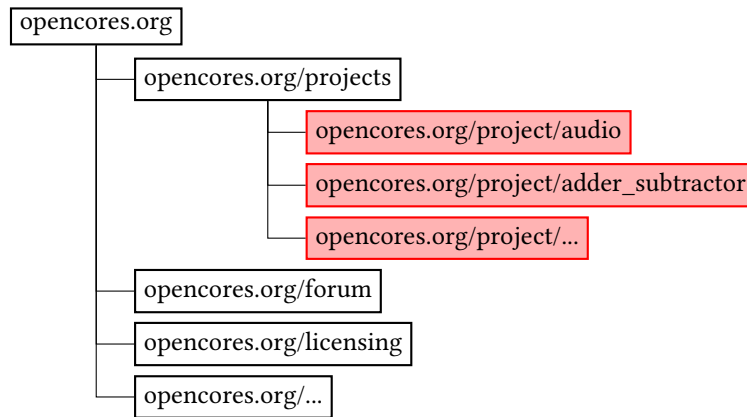 opencores.org
opencores.org/projects
opencores.org/project/audio
opencores.org/project/adder_subtractor
opencores.org/project/...
opencores.org/forum
opencores.org/licensing
opencores.org/...